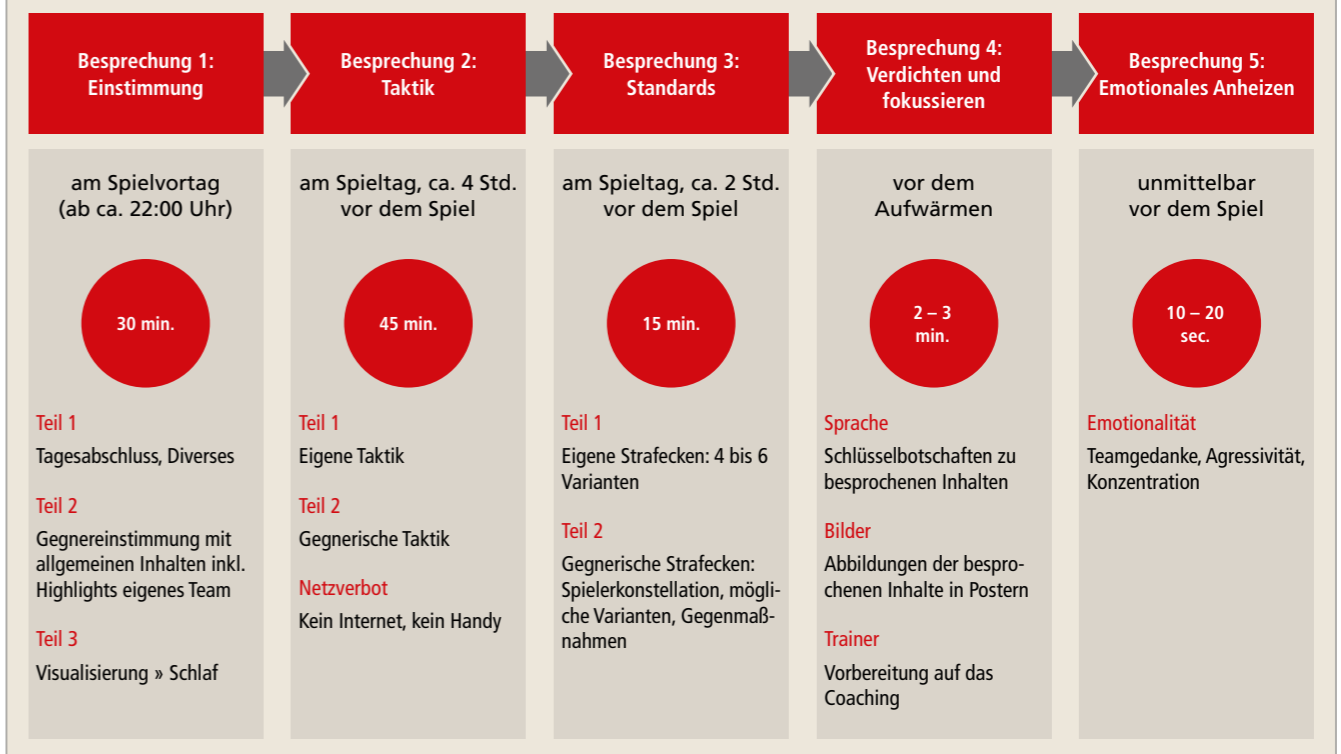 Besprechung 1:
Einstimmung
Besprechung 2:
Taktik
Besprechung 3:
Standards
Besprechung 4:
Verdichten und
fokussieren
Besprechung 5:
Emotionales Anheizen
am Spielvortag
(ab ca. 22:00 Uhr)
30 min.
Teil 1
Tagesabschluss, Diverses
Teil 2
Gegnereinstimmung mit
allgemeinen Inhalten inkl.
Highlights eigenes Team
Teil 3
Visualisierung » Schlaf
am Spieltag, ca. 4 Std.
vor dem Spiel
45 min.
Teil 1
Eigene Taktik
Teil 2
Gegnerische Taktik
Netzverbot
Kein Internet, kein Handy
am Spieltag, ca. 2 Std.
vor dem Spiel
15 min.
Teil 1
Eigene Strafecken: 4 bis 6
Varianten
Teil 2
Gegnerische Strafecken:
Spielerkonstellation, mögli-
che Varianten, Gegenmaß-
nahmen
vor dem
Aufwärmen
2 – 3
min.
Sprache
Schlüsselbotschaften zu
besprochenen Inhalten
Bilder
Abbildungen der bespro-
chenen Inhalte in Postern
Trainer
Vorbereitung auf das
Coaching
unmittelbar
vor dem Spiel
10 – 20
sec.
Emotionalität
Teamgedanke, Agressivität,
Konzentration